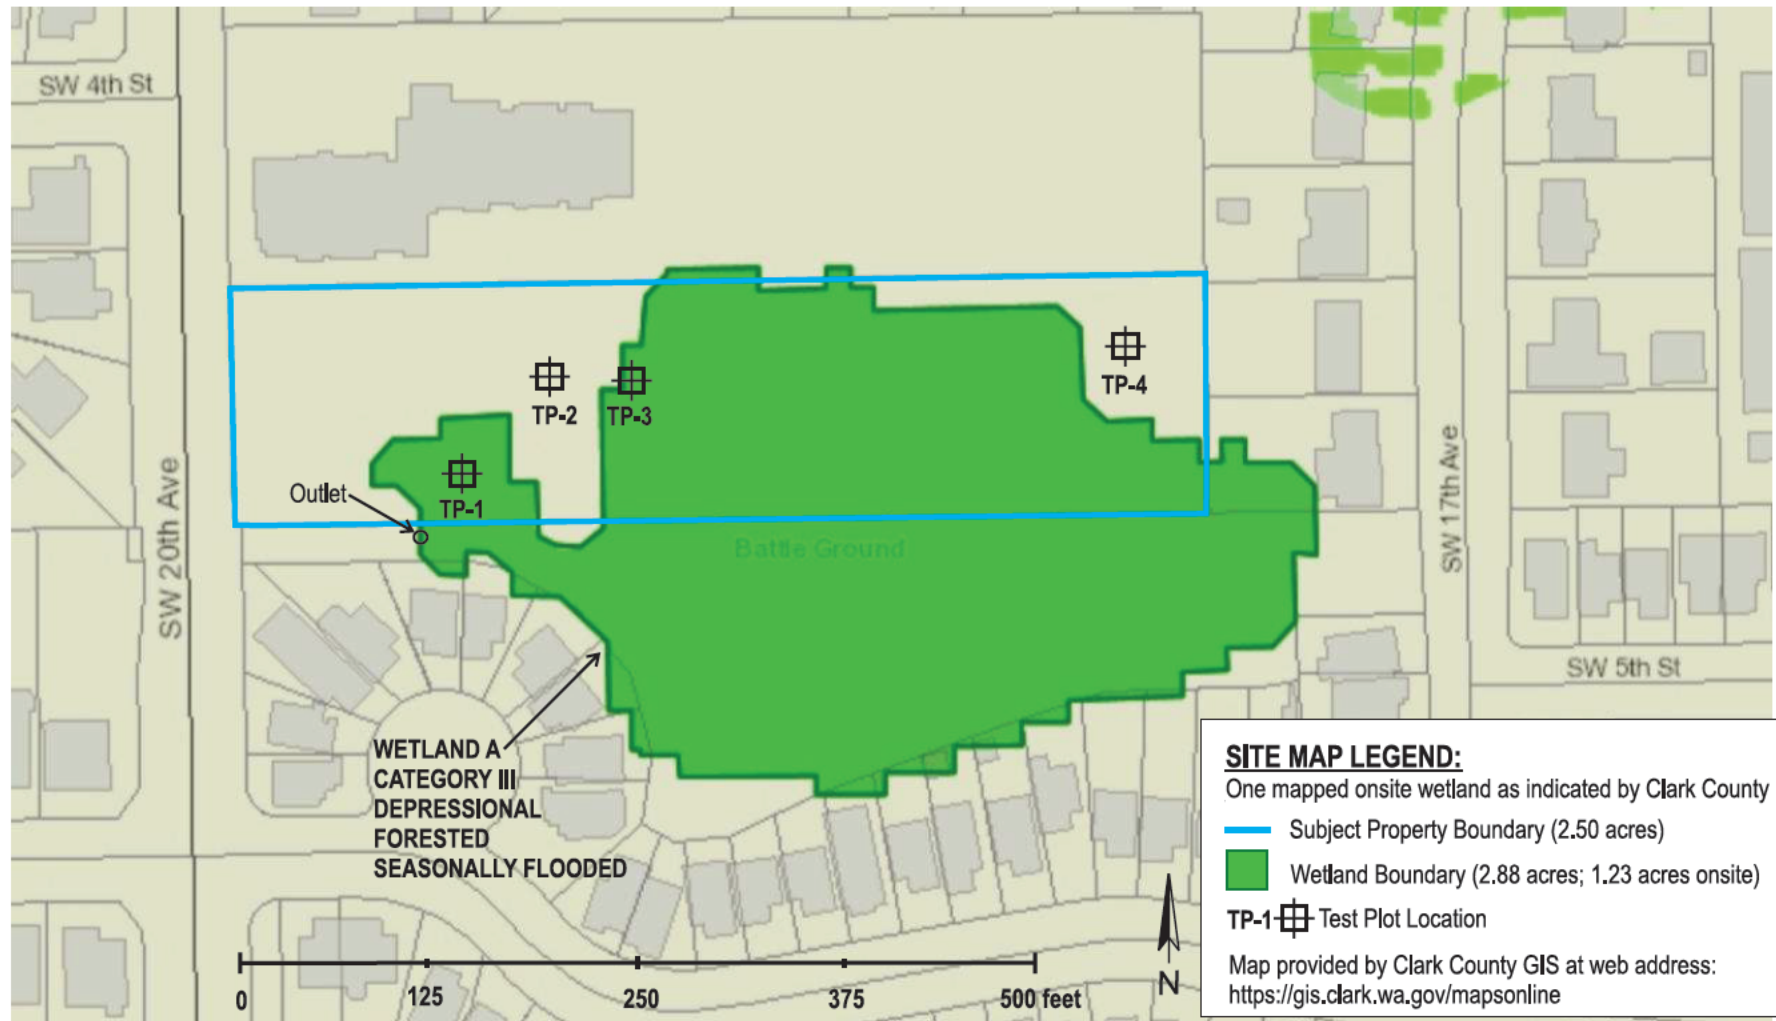 SW 4th St
SW 20th Ave
SW 17th Ave
SW 5th St
TP-4
TP-2
TP-3
TP-1
Outlet
Battle Ground
WETLAND A
CATEGORY III
DEPRESSIONAL
FORESTED
SEASONALLY FLOODED
0
125
250
375
500 feet
N
SITE MAP LEGEND:
One mapped onsite wetland as indicated by Clark County
Subject Property Boundary (2.50 acres)
Wetland Boundary (2.88 acres; 1.23 acres onsite)
TP-1 Test Plot Location
Map provided by Clark County GIS at web address:
https://gis.clark.wa.gov/mapsonline